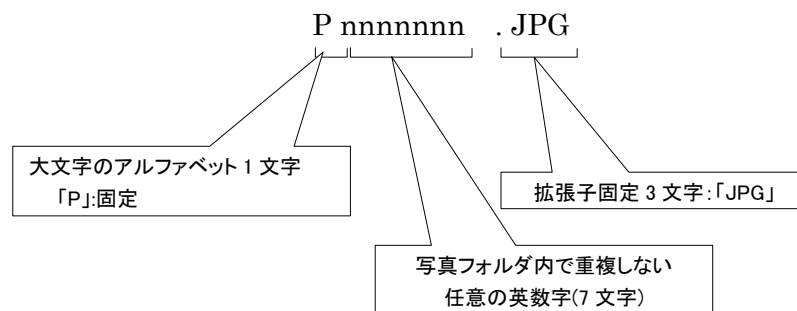 P nnnnnnn . JPG
大文字のアルファベット 1 文字
「P」:固定
拡張子固定 3 文字:「JPG」
写真フォルダ内で重複しない
任意の英数字(7 文字)